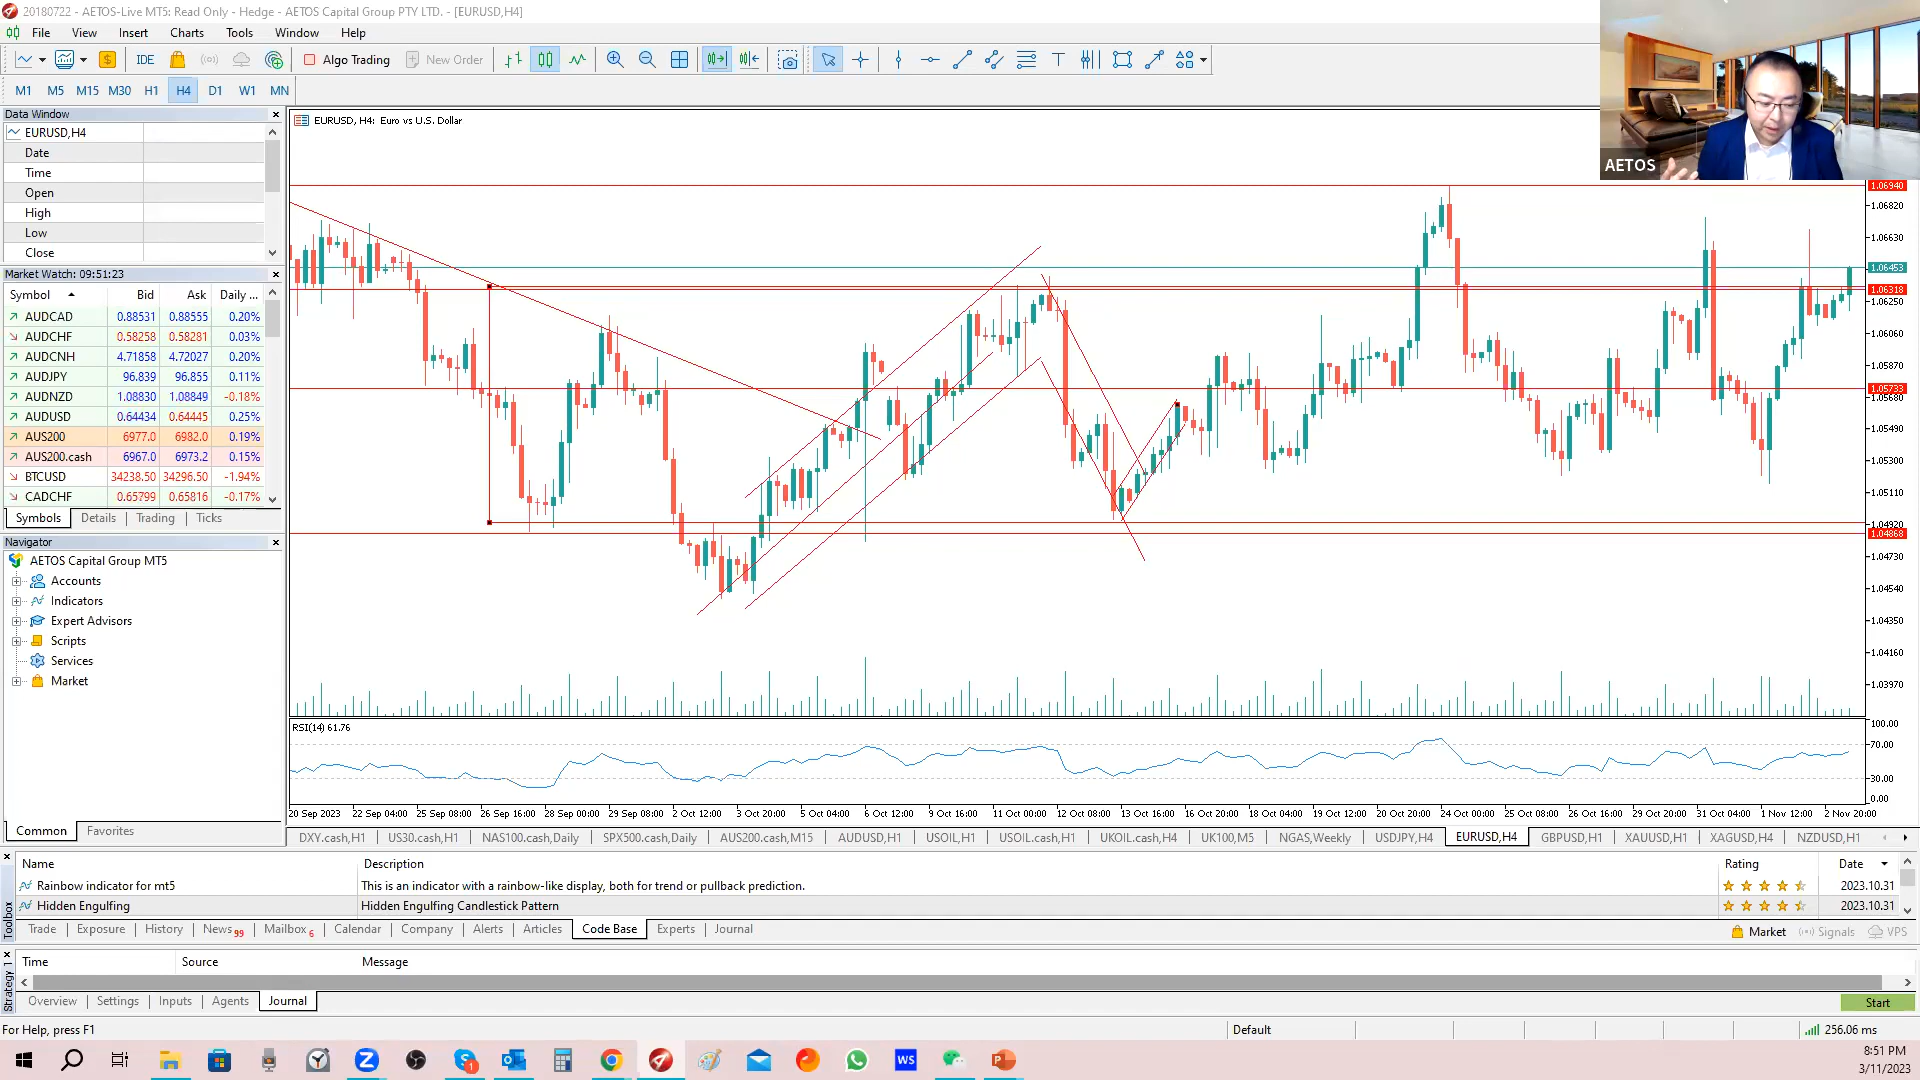 20180722 - AETOS-Live MT5: Read Only - Hedge - AETOS Capital Group PTY LTD. - [EURUSD,H4]
File View Insert Charts Tools Window Help
IDE Algo Trading New Order
M1 M5 M15 M30 H1 H4 D1 W1 MN
AETOS
Data Window
EURUSD,H4
Date
Time
Open
High
Low
Close
Market Watch: 09:51:23
Symbol Bid Ask Daily ...
AUDCAD 0.88531 0.88555 0.20%
AUDCHF 0.58258 0.58281 0.03%
AUDCNH 4.71858 4.72027 0.20%
AUDJPY 96.839 96.855 0.11%
AUDNZD 1.08830 1.08849 -0.18%
AUDUSD 0.64434 0.64445 0.25%
AUS200 6977.0 6982.0 0.19%
AUS200.cash 6967.0 6973.2 0.15%
BTCUSD 34238.50 34296.50 -1.94%
CADCHF 0.65799 0.65816 -0.17%
Symbols Details Trading Ticks
Navigator
AETOS Capital Group MT5
Accounts
Indicators
Expert Advisors
Scripts
Services
Market
Common Favorites
EURUSD, H4: Euro vs U.S. Dollar
1.06940
1.06820
1.06630
1.06453
1.06318
1.06250
1.06060
1.05870
1.05733
1.05680
1.05490
1.05300
1.05110
1.04920
1.04868
1.04730
1.04540
1.04350
1.04160
1.03970
RSI(14) 61.76
100.00
70.00
30.00
0.00
20 Sep 2023 22 Sep 04:00 25 Sep 08:00 26 Sep 16:00 28 Sep 00:00 29 Sep 08:00 2 Oct 12:00 3 Oct 20:00 5 Oct 04:00 6 Oct 12:00 9 Oct 16:00 11 Oct 00:00 12 Oct 08:00 13 Oct 16:00 16 Oct 20:00 18 Oct 04:00 19 Oct 12:00 20 Oct 20:00 24 Oct 00:00 25 Oct 08:00 26 Oct 16:00 29 Oct 20:00 31 Oct 04:00 1 Nov 12:00 2 Nov 20:00
DXY.cash,H1 US30.cash,H1 NAS100.cash,Daily SPX500.cash,Daily AUS200.cash,M15 AUDUSD,H1 USOIL,H1 USOIL.cash,H1 UKOIL.cash,H4 UK100,M5 NGAS,Weekly USDJPY,H4 EURUSD,H4 GBPUSD,H1 XAUUSD,H1 XAGUSD,H4 NZDUSD,H1
Toolbox
Name Description Rating Date
Rainbow indicator for mt5 This is an indicator with a rainbow-like display, both for trend or pullback prediction. 2023.10.31
Hidden Engulfing Hidden Engulfing Candlestick Pattern 2023.10.31
Trade Exposure History News 99 Mailbox 6 Calendar Company Alerts Articles Code Base Experts Journal Market Signals VPS
Time Source Message
Overview Settings Inputs Agents Journal Start
For Help, press F1 Default 256.06 ms
WS
8:51 PM
3/11/2023